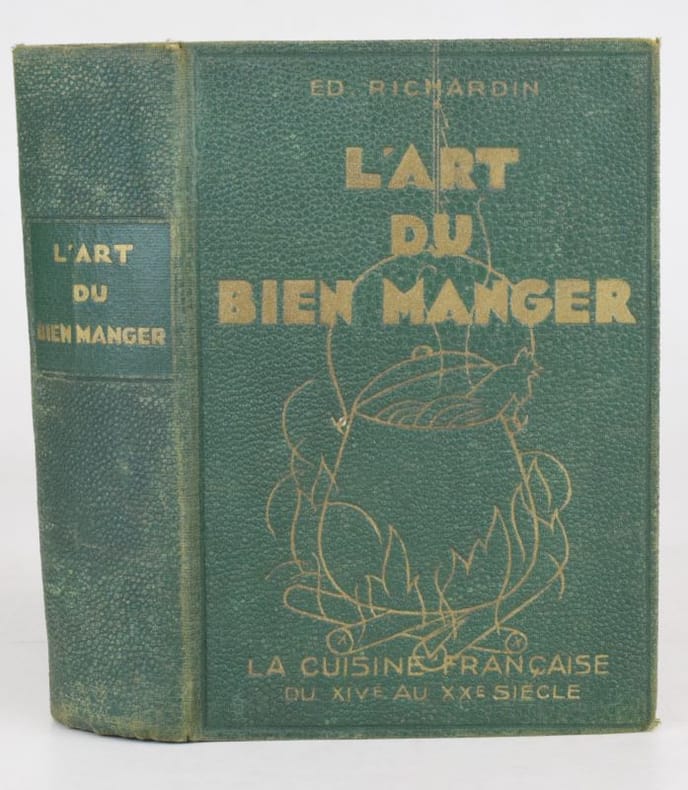 L'ART
DU
BIEN MANGER
ED. RICHARDIN
L'ART
DU
BIEN MANGER
LA CUISINE FRANÇAISE
DU XIVE AU XXE SIÈCLE